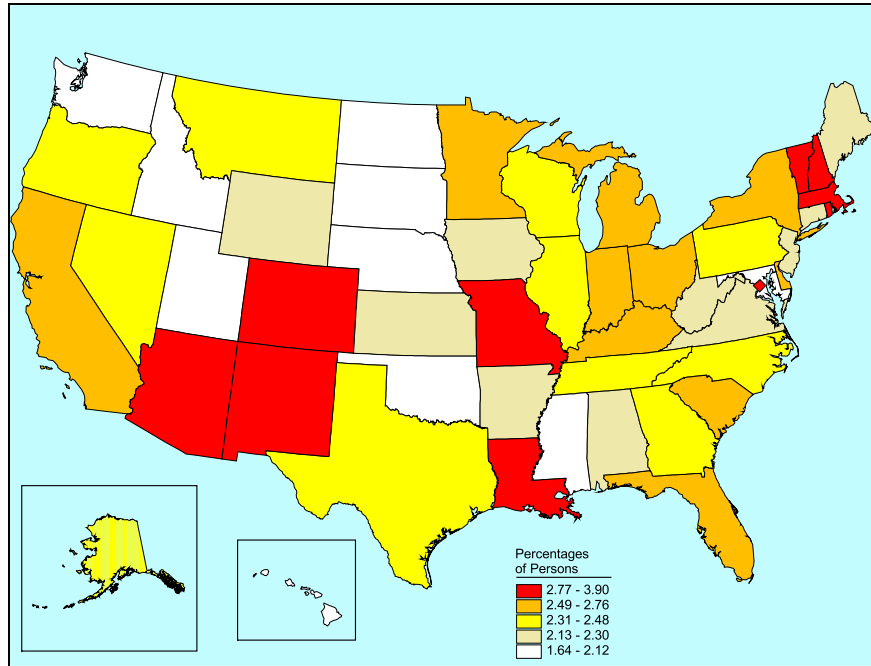 Percentages
of Persons
2.77 - 3.90
2.49 - 2.76
2.31 - 2.48
2.13 - 2.30
1.64 - 2.12